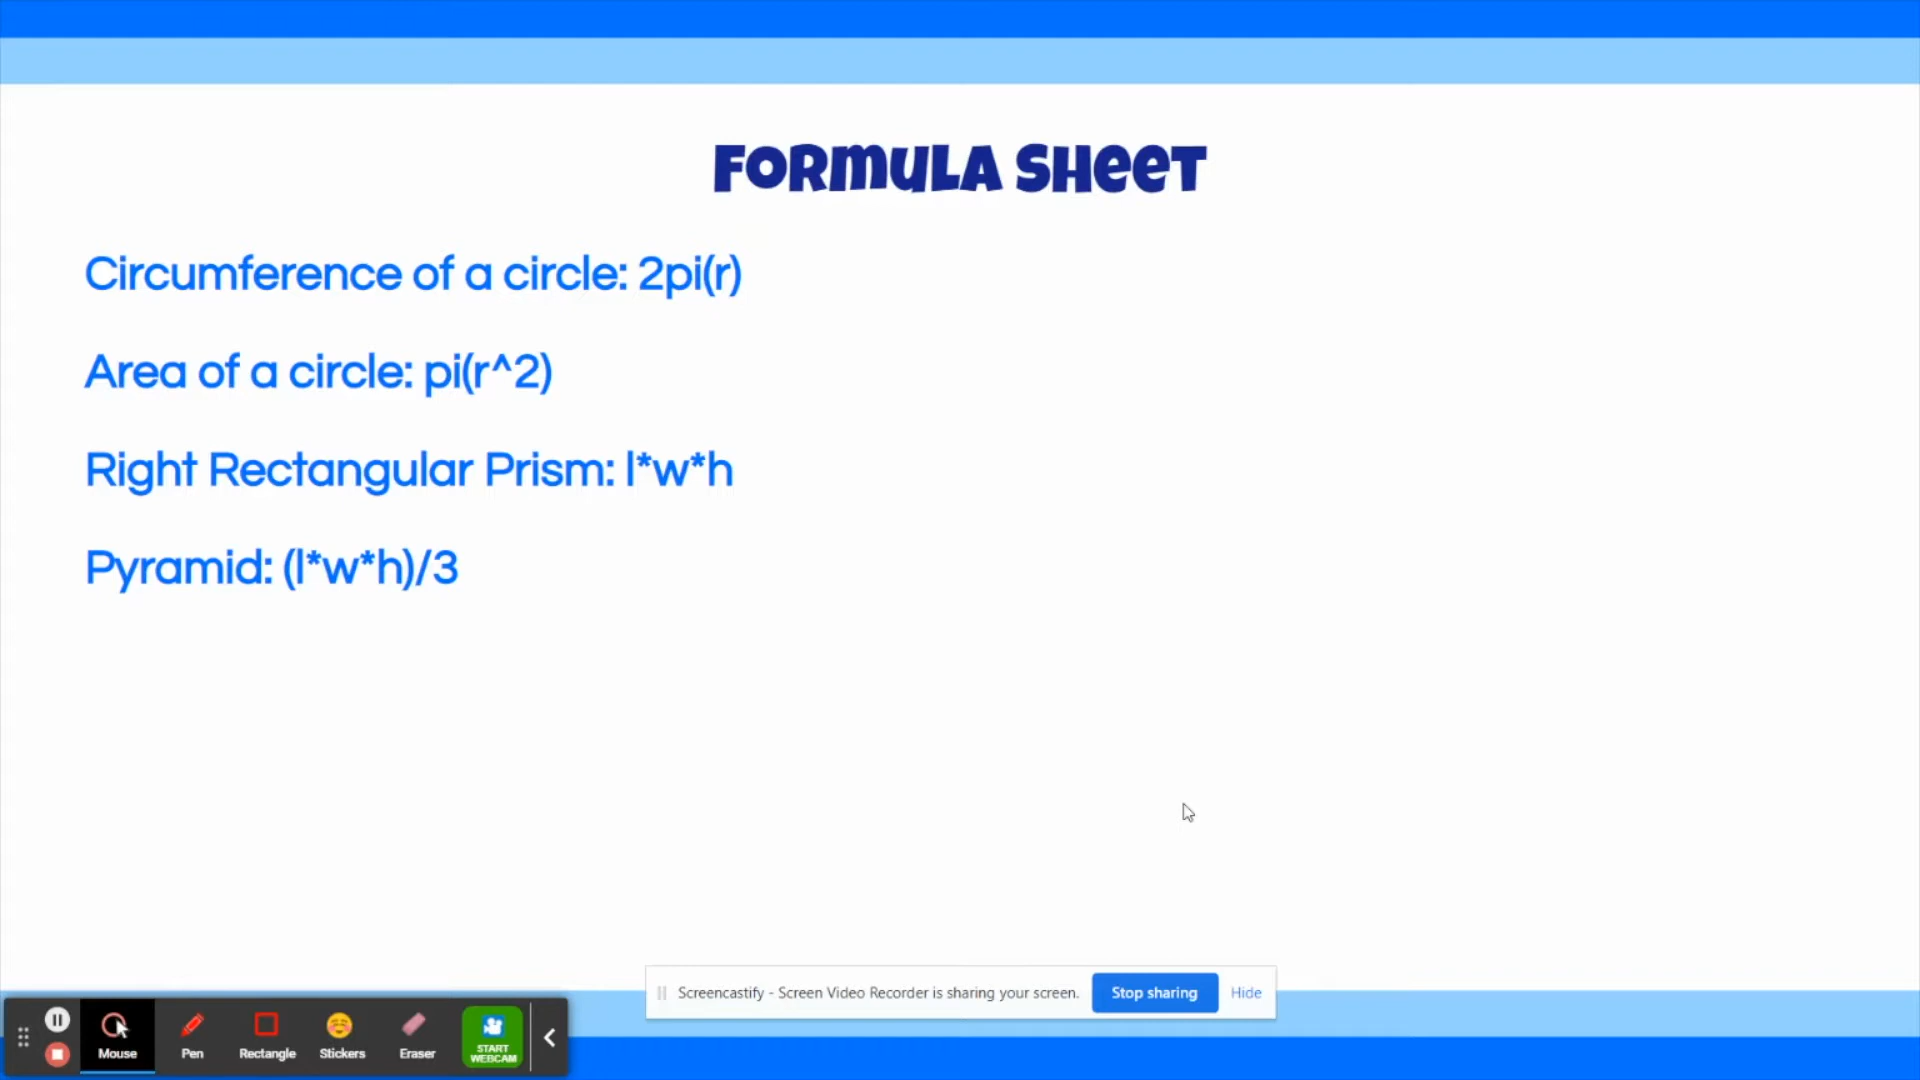 Formula Sheet
Circumference of a circle: 2pi(r)
Area of a circle: pi(r^2)
Right Rectangular Prism: l*w*h
Pyramid: (l*w*h)/3
Screencastify - Screen Video Recorder is sharing your screen. Stop sharing Hide
Mouse Pen Rectangle Stickers Eraser START WEBCAM